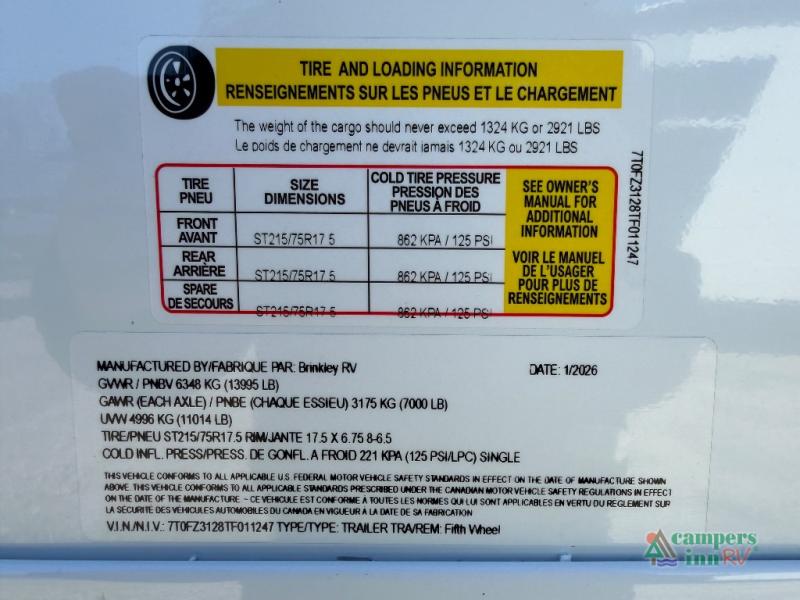 TIRE AND LOADING INFORMATION
RENSEIGNEMENTS SUR LES PNEUS ET LE CHARGEMENT
The weight of the cargo should never exceed 1324 KG or 2921 LBS
Le poids de chargement ne devrait jamais 1324 KG ou 2921 LBS
TIRE PNEU
SIZE DIMENSIONS
COLD TIRE PRESSURE PRESSION DES PNEUS À FROID
FRONT AVANT
ST215/75R17.5
862 KPA / 125 PSI
REAR ARRIÈRE
ST215/75R17.5
862 KPA / 125 PSI
SPARE DE SECOURS
ST215/75R17.5
862 KPA / 125 PSI
SEE OWNER'S
MANUAL FOR
ADDITIONAL
INFORMATION
VOIR LE MANUEL
DE L'USAGER
POUR PLUS DE
RENSEIGNEMENTS
7T0FZ3128TF011247
MANUFACTURED BY/FABRIQUE PAR: Brinkley RV DATE: 1/2026
GVWR / PNBV 6348 KG (13995 LB)
GAWR (EACH AXLE) / PNBE (CHAQUE ESSIEU) 3175 KG (7000 LB)
UVW 4996 KG (11014 LB)
TIRE/PNEU ST215/75R17.5 RIM/JANTE 17.5 X 6.75 8-6.5
COLD INFL. PRESS/PRESS. DE GONFL. A FROID 221 KPA (125 PSI/LPC) SINGLE
THIS VEHICLE CONFORMS TO ALL APPLICABLE U.S. FEDERAL MOTOR VEHICLE SAFETY STANDARDS IN EFFECT ON THE DATE OF MANUFACTURE SHOWN
ABOVE. THIS VEHICLE CONFORMS TO ALL APPLICABLE STANDARDS PRESCRIBED UNDER THE CANADIAN MOTOR VEHICLE SAFETY REGULATIONS IN EFFECT
ON THE DATE OF THE MANUFACTURE ~ CE VEHICULE EST CONFORME A TOUTES LES NORMES QUI LUI SONT APPLICABLES EN VERTU DU REGLEMENT SUR
LA SÉCURITÉ DES VÉHICULES AUTOMOBILES DU CANADA EN VIGUEUR A LA DATE DE SA FABRICATION
V.I.N./N.I.V.: 7T0FZ3128TF011247 TYPE/TYPE: TRAILER TRA/REM: Fifth Wheel
campers
inn RV